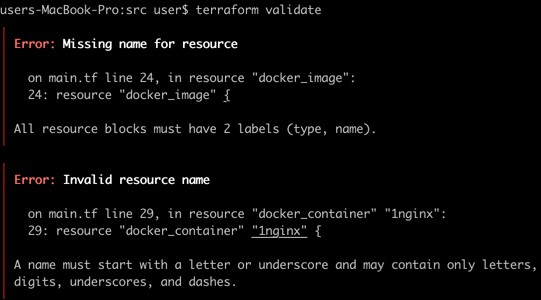 users-MacBook-Pro:src user$ terraform validate
Error: Missing name for resource
on main.tf line 24, in resource "docker_image":
24: resource "docker_image" {
All resource blocks must have 2 labels (type, name).
Error: Invalid resource name
on main.tf line 29, in resource "docker_container" "1nginx":
29: resource "docker_container" "1nginx" {
A name must start with a letter or underscore and may contain only letters,
digits, underscores, and dashes.